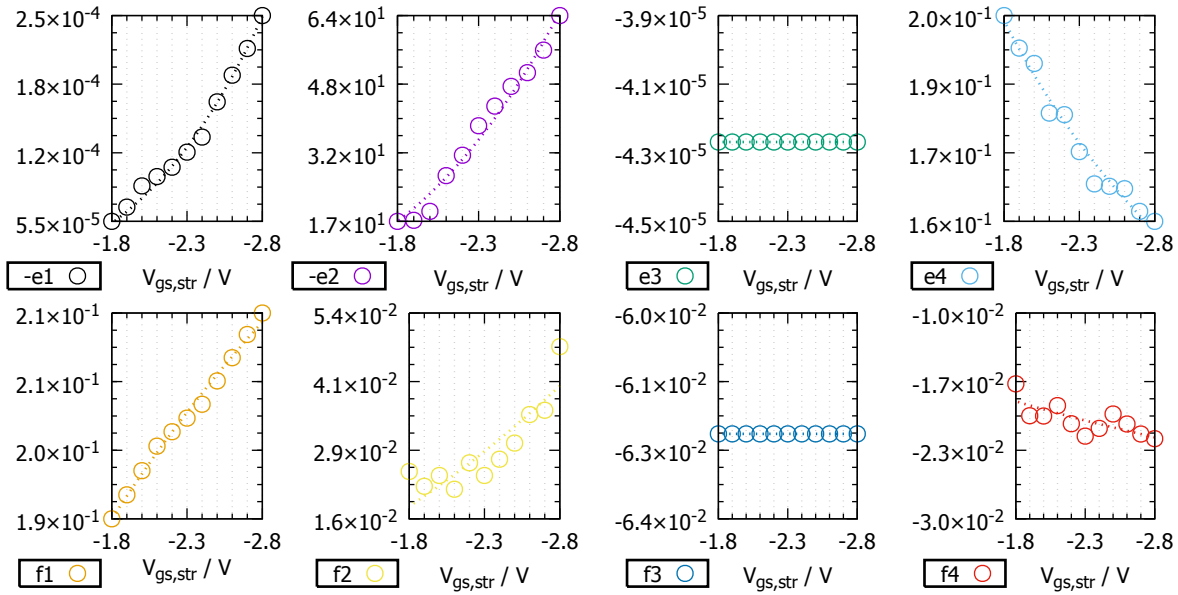 2.5×10⁻⁴
1.8×10⁻⁴
1.2×10⁻⁴
5.5×10⁻⁵
-1.8 -2.3 -2.8
V_gs,str / V
-e1
6.4×10¹
4.8×10¹
3.2×10¹
1.7×10¹
-1.8 -2.3 -2.8
V_gs,str / V
-e2
-3.9×10⁻⁵
-4.1×10⁻⁵
-4.3×10⁻⁵
-4.5×10⁻⁵
-1.8 -2.3 -2.8
V_gs,str / V
e3
2.0×10⁻¹
1.9×10⁻¹
1.7×10⁻¹
1.6×10⁻¹
-1.8 -2.3 -2.8
V_gs,str / V
e4
2.1×10⁻¹
2.1×10⁻¹
2.0×10⁻¹
1.9×10⁻¹
-1.8 -2.3 -2.8
V_gs,str / V
f1
5.4×10⁻²
4.1×10⁻²
2.9×10⁻²
1.6×10⁻²
-1.8 -2.3 -2.8
V_gs,str / V
f2
-6.0×10⁻²
-6.1×10⁻²
-6.3×10⁻²
-6.4×10⁻²
-1.8 -2.3 -2.8
V_gs,str / V
f3
-1.0×10⁻²
-1.7×10⁻²
-2.3×10⁻²
-3.0×10⁻²
-1.8 -2.3 -2.8
V_gs,str / V
f4